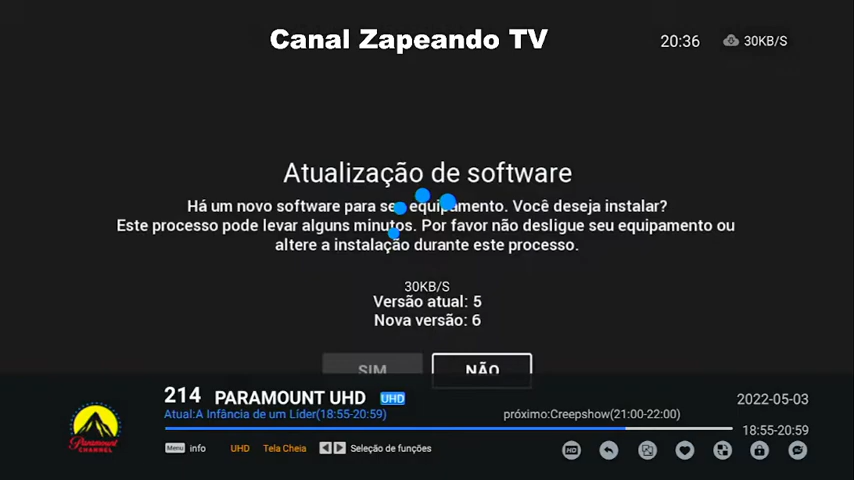 Canal Zapeando TV
20:36 30KB/S
Atualização de software
Há um novo software para seu equipamento. Você deseja instalar?
Este processo pode levar alguns minutos. Por favor não desligue seu equipamento ou
altere a instalação durante este processo.
30KB/S
Versão atual: 5
Nova versão: 6
SIM NÃO
214 PARAMOUNT UHD UHD
2022-05-03
Atual:A Infância de um Líder(18:55-20:59) próximo:Creepshow(21:00-22:00)
18:55-20:59
Paramount
CHANNEL
Menu info UHD Tela Cheia Seleção de funções HD